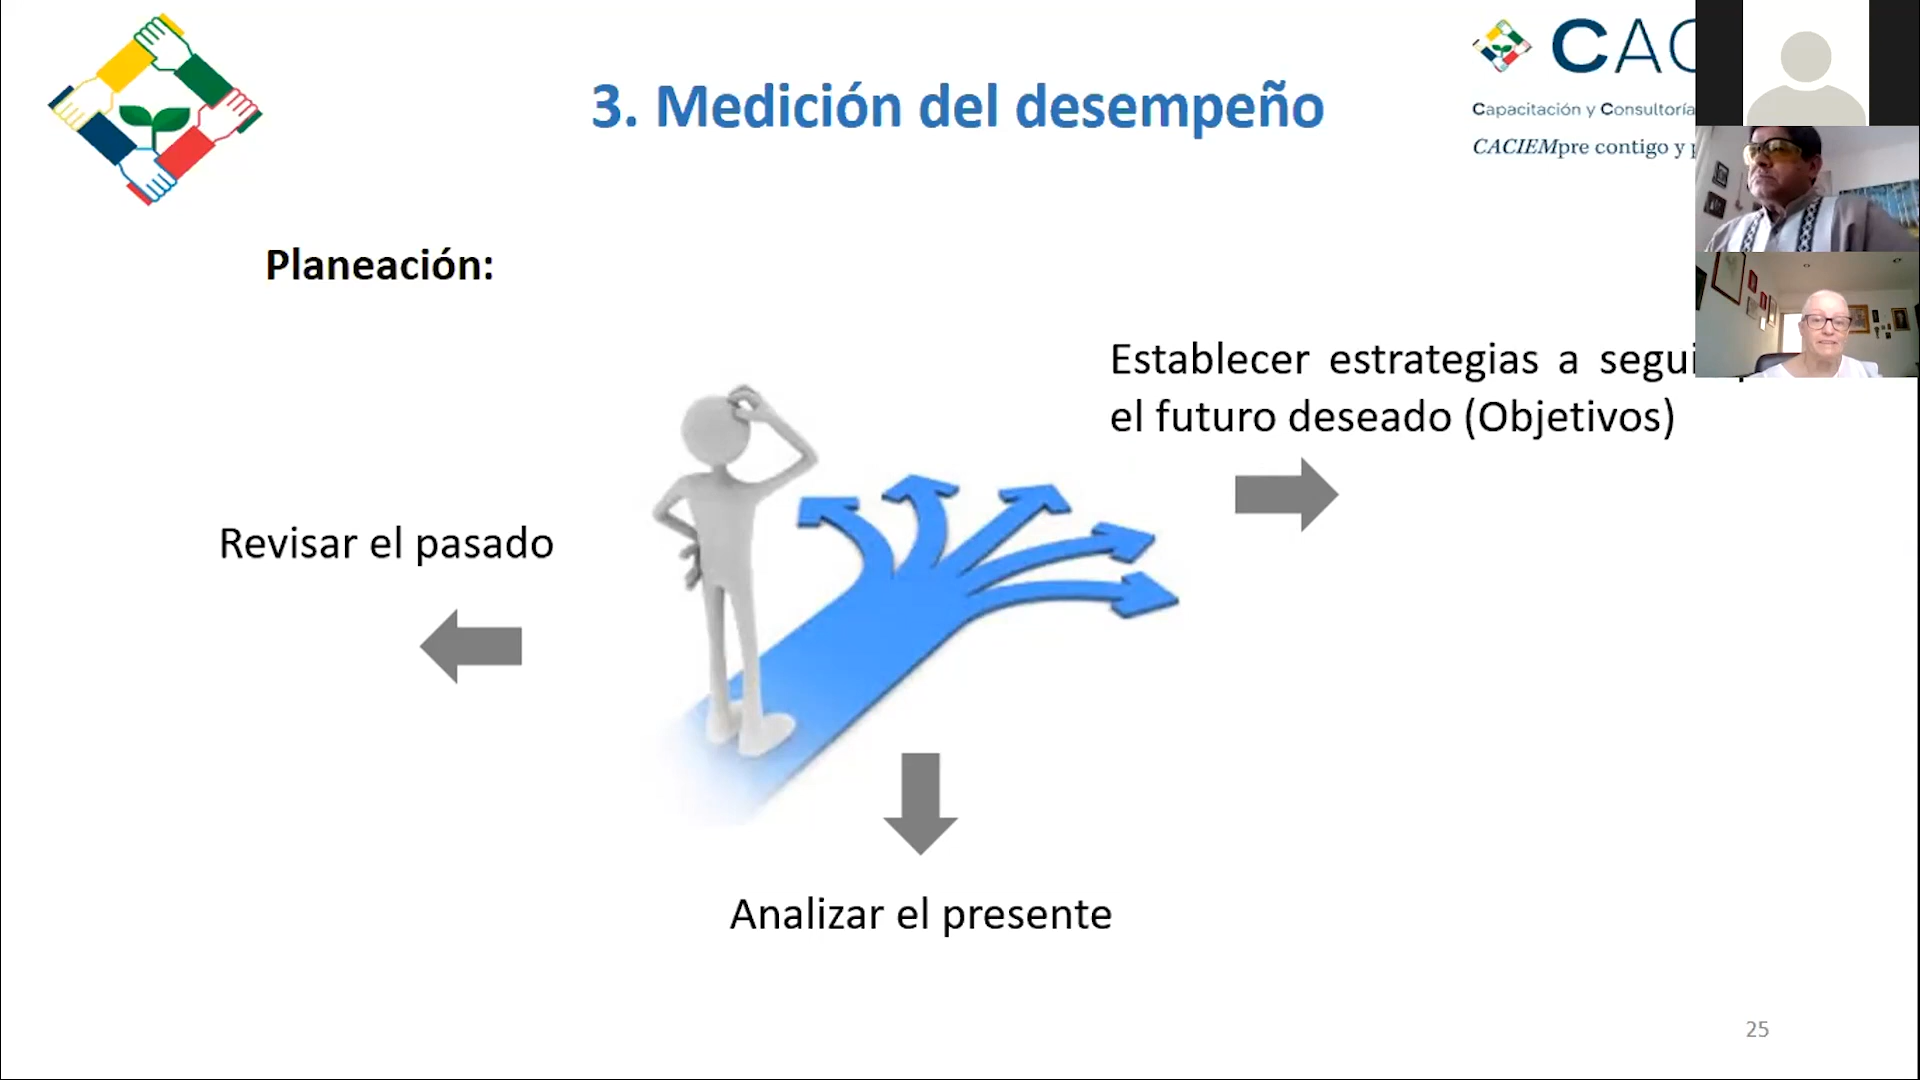 3. Medición del desempeño
Capacitación y Consultoría
CACIEMpre contigo y
Planeación:
Establecer estrategias a
el futuro deseado (Objetivos)
Revisar el pasado
Analizar el presente
25